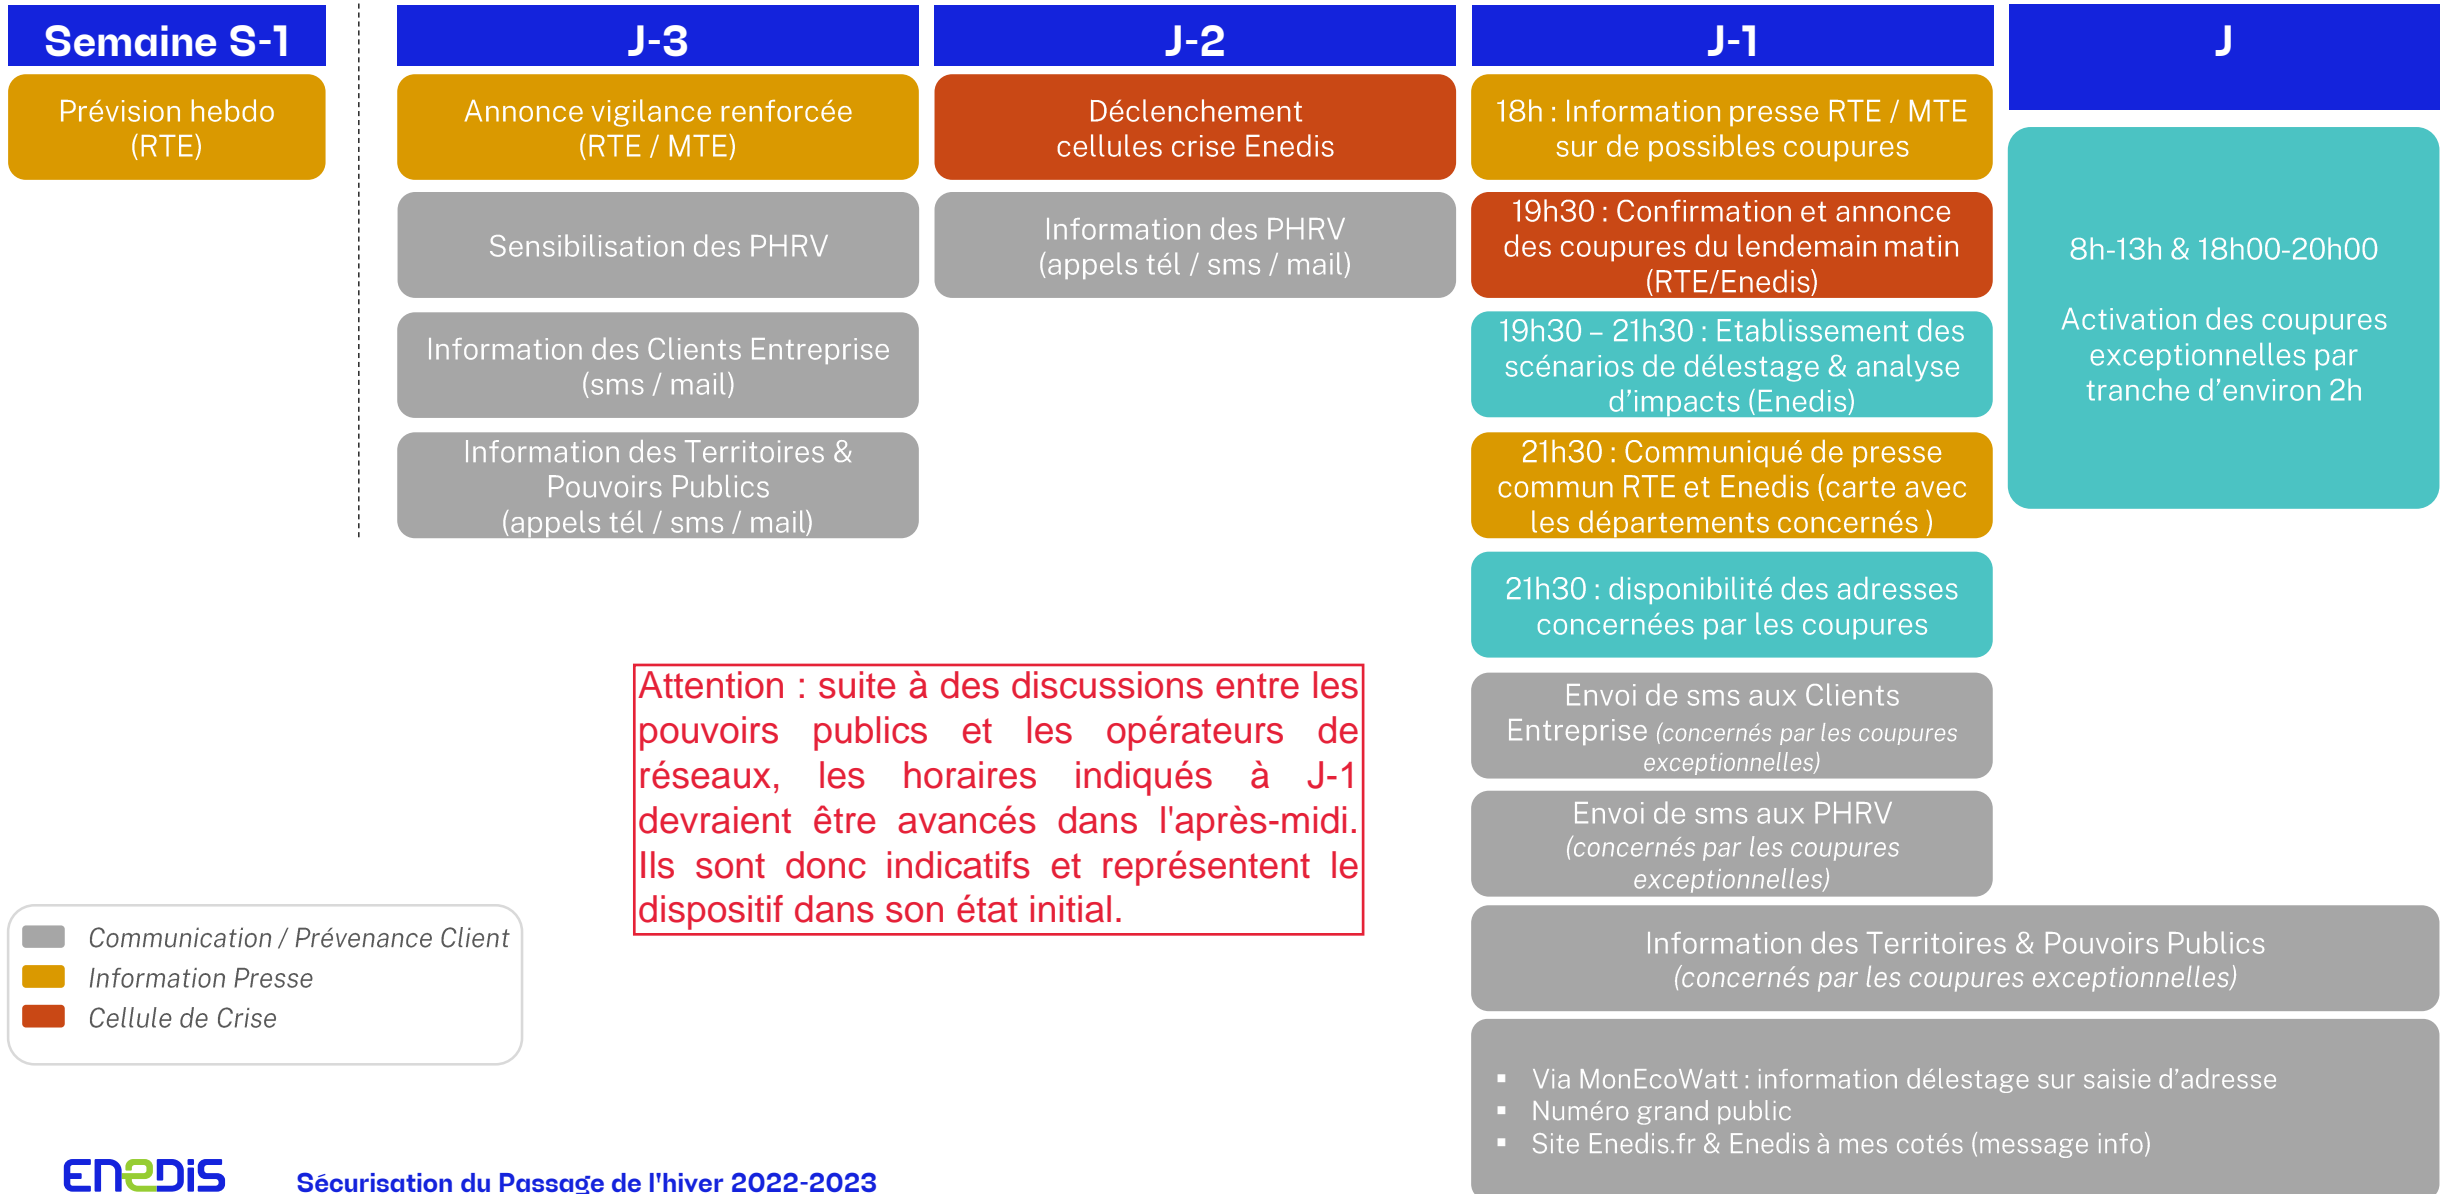 Semaine S-1
Prévision hebdo
(RTE)
J-3
Annonce vigilance renforcée
(RTE / MTE)
Sensibilisation des PHRV
Information des Clients Entreprise
(sms / mail)
Information des Territoires &
Pouvoirs Publics
(appels tél / sms / mail)
J-2
Déclenchement
cellules crise Enedis
Information des PHRV
(appels tél / sms / mail)
J-1
18h : Information presse RTE / MTE
sur de possibles coupures
19h30 : Confirmation et annonce
des coupures du lendemain matin
(RTE/Enedis)
19h30 – 21h30 : Etablissement des
scénarios de délestage & analyse
d’impacts (Enedis)
21h30 : Communiqué de presse
commun RTE et Enedis (carte avec
les départements concernés )
21h30 : disponibilité des adresses
concernées par les coupures
Envoi de sms aux Clients
Entreprise (concernés par les coupures
exceptionnelles)
Envoi de sms aux PHRV
(concernés par les coupures
exceptionnelles)
J
8h-13h & 18h00-20h00
Activation des coupures
exceptionnelles par
tranche d’environ 2h
Information des Territoires & Pouvoirs Publics
(concernés par les coupures exceptionnelles)
▪ Via MonEcoWatt : information délestage sur saisie d’adresse
▪ Numéro grand public
▪ Site Enedis.fr & Enedis à mes cotés (message info)
Attention : suite à des discussions entre les
pouvoirs publics et les opérateurs de
réseaux, les horaires indiqués à J-1
devraient être avancés dans l'après-midi.
Ils sont donc indicatifs et représentent le
dispositif dans son état initial.
Communication / Prévenance Client
Information Presse
Cellule de Crise
ENEDIS
Sécurisation du Passage de l'hiver 2022-2023